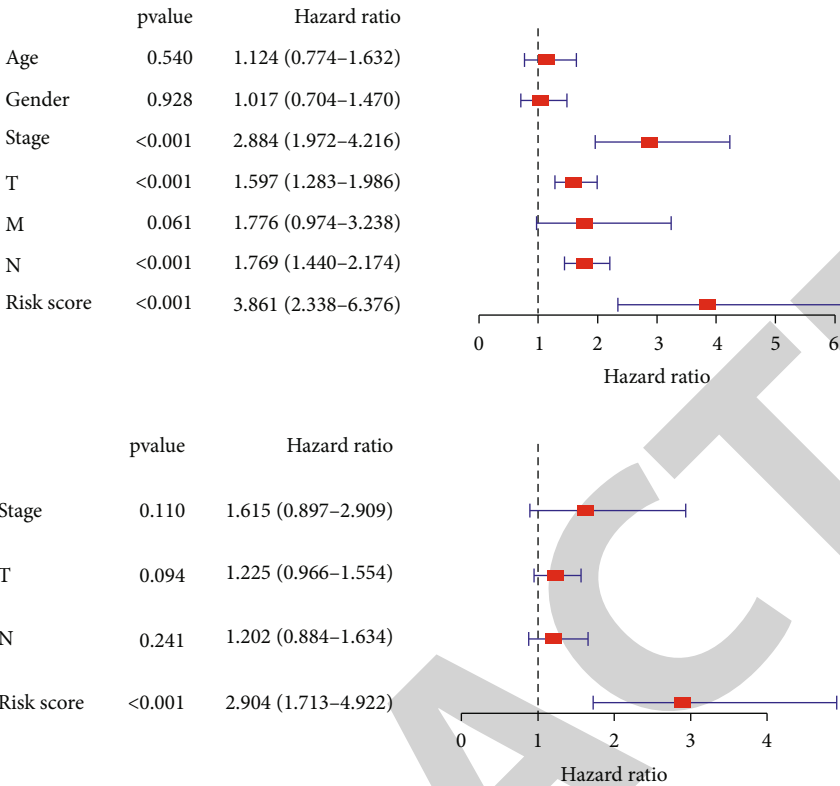 pvalue Hazard ratio
Age 0.540 1.124 (0.774–1.632)
Gender 0.928 1.017 (0.704–1.470)
Stage <0.001 2.884 (1.972–4.216)
T <0.001 1.597 (1.283–1.986)
M 0.061 1.776 (0.974–3.238)
N <0.001 1.769 (1.440–2.174)
Risk score <0.001 3.861 (2.338–6.376)
0 1 2 3 4 5 6
Hazard ratio
pvalue Hazard ratio
Stage 0.110 1.615 (0.897–2.909)
T 0.094 1.225 (0.966–1.554)
N 0.241 1.202 (0.884–1.634)
Risk score <0.001 2.904 (1.713–4.922)
0 1 2 3 4
Hazard ratio
ACT